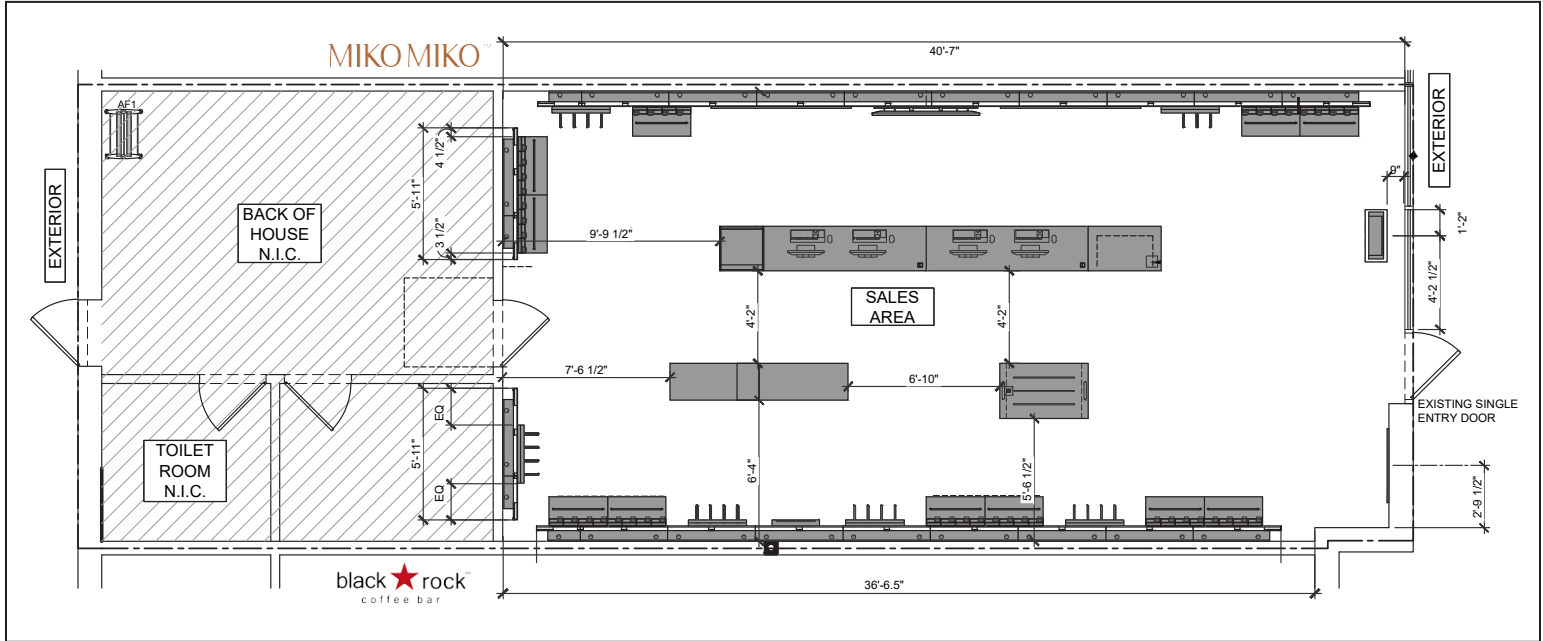 MIKO MIKO™
40'-7"
AF1
EXTERIOR
EXTERIOR
4 1/2"
5'-11"
3 1/2"
BACK OF
HOUSE
N.I.C.
9'-9 1/2"
9"
1'-2"
4'-2 1/2"
SALES
AREA
4'-2"
4'-2"
7'-6 1/2"
6'-10"
EXISTING SINGLE
ENTRY DOOR
TOILET
ROOM
N.I.C.
EQ
5'-11"
EQ
6'-4"
5'-6 1/2"
2'-9 1/2"
black rock™
coffee bar
36'-6.5"